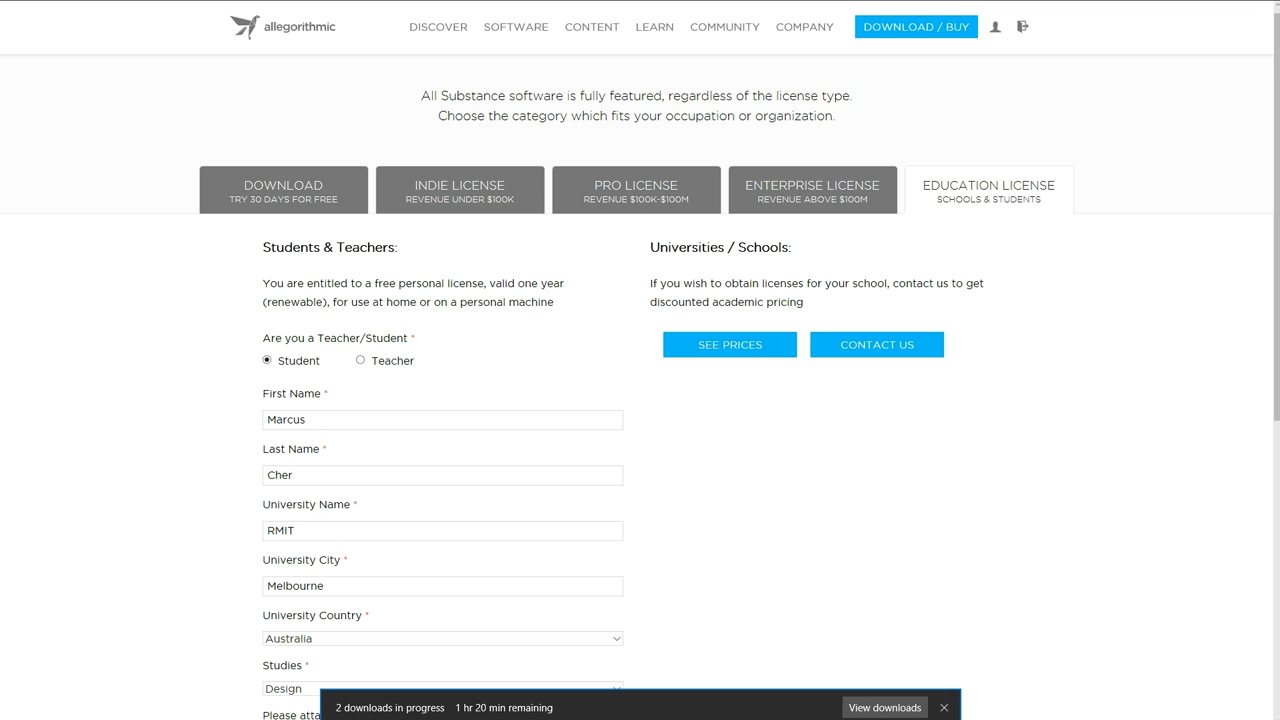 allegorithmic
DISCOVER SOFTWARE CONTENT LEARN COMMUNITY COMPANY DOWNLOAD / BUY
All Substance software is fully featured, regardless of the license type.
Choose the category which fits your occupation or organization.
DOWNLOAD
TRY 30 DAYS FOR FREE
INDIE LICENSE
REVENUE UNDER $100K
PRO LICENSE
REVENUE $100K-$100M
ENTERPRISE LICENSE
REVENUE ABOVE $100M
EDUCATION LICENSE
SCHOOLS & STUDENTS
Students & Teachers:
You are entitled to a free personal license, valid one year
(renewable), for use at home or on a personal machine
Are you a Teacher/Student *
Student Teacher
First Name *
Marcus
Last Name *
Cher
University Name *
RMIT
University City *
Melbourne
University Country *
Australia
Studies *
Design
Please atta
Universities / Schools:
If you wish to obtain licenses for your school, contact us to get
discounted academic pricing
SEE PRICES CONTACT US
2 downloads in progress 1 hr 20 min remaining View downloads